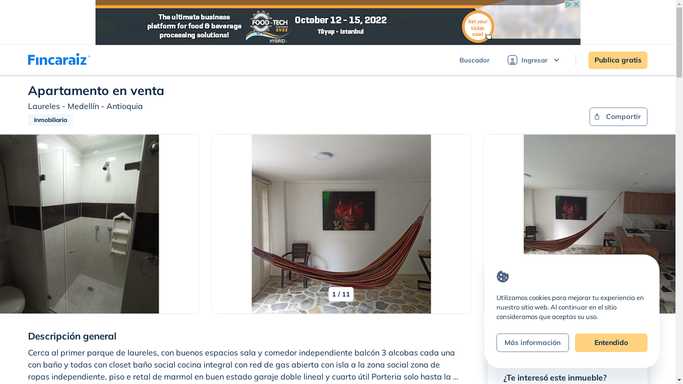 The ultimate business
platform for food & beverage
processing solutions!
FOOD-TECH
HYBRID
October 12 - 15, 2022
Tüyap - Istanbul
Get your
ticket
now!
Fincaraiz
Buscador
Ingresar
Publica gratis
Apartamento en venta
Laureles - Medellín - Antioquia
Inmobiliaria
Compartir
1 / 11
Utilizamos cookies para mejorar tu experiencia en
nuestro sitio web. Al continuar en el sitio
consideramos que aceptas su uso.
Más información
Entendido
Descripción general
Cerca al primer parque de laureles, con buenos espacios sala y comedor independiente balcón 3 alcobas cada una
con baño y todas con closet baño social cocina integral con red de gas abierta con isla a la zona social zona de
ropas independiente, piso e retal de marmol en buen estado garaje doble lineal y cuarto útil Porteria solo hasta la ...
¿Te interesó este inmueble?